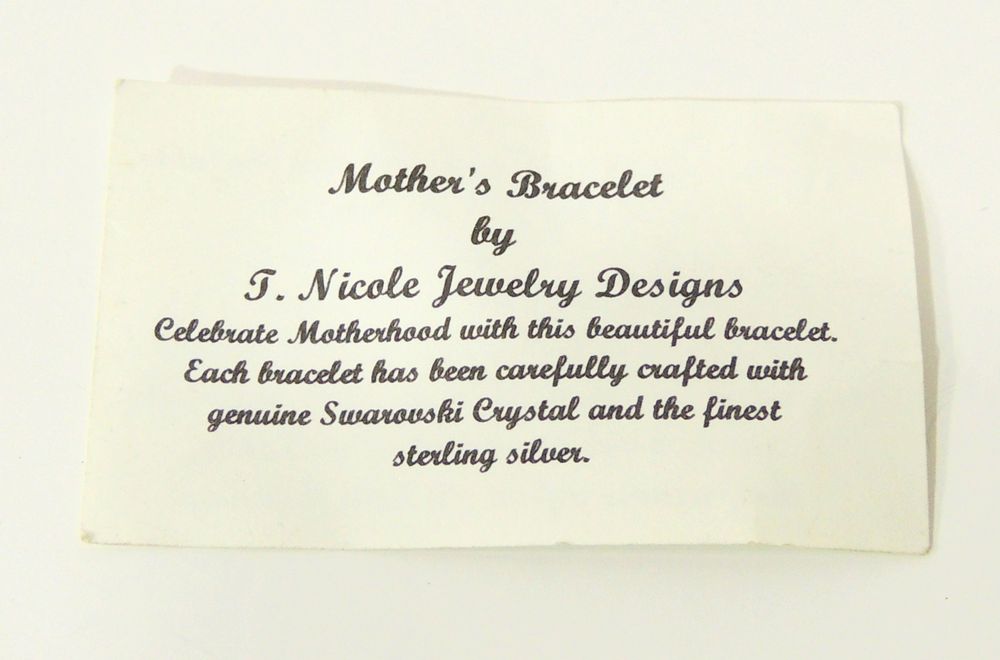 Mother's Bracelet
by
T. Nicole Jewelry Designs
Celebrate Motherhood with this beautiful bracelet.
Each bracelet has been carefully crafted with
genuine Swarovski Crystal and the finest
sterling silver.